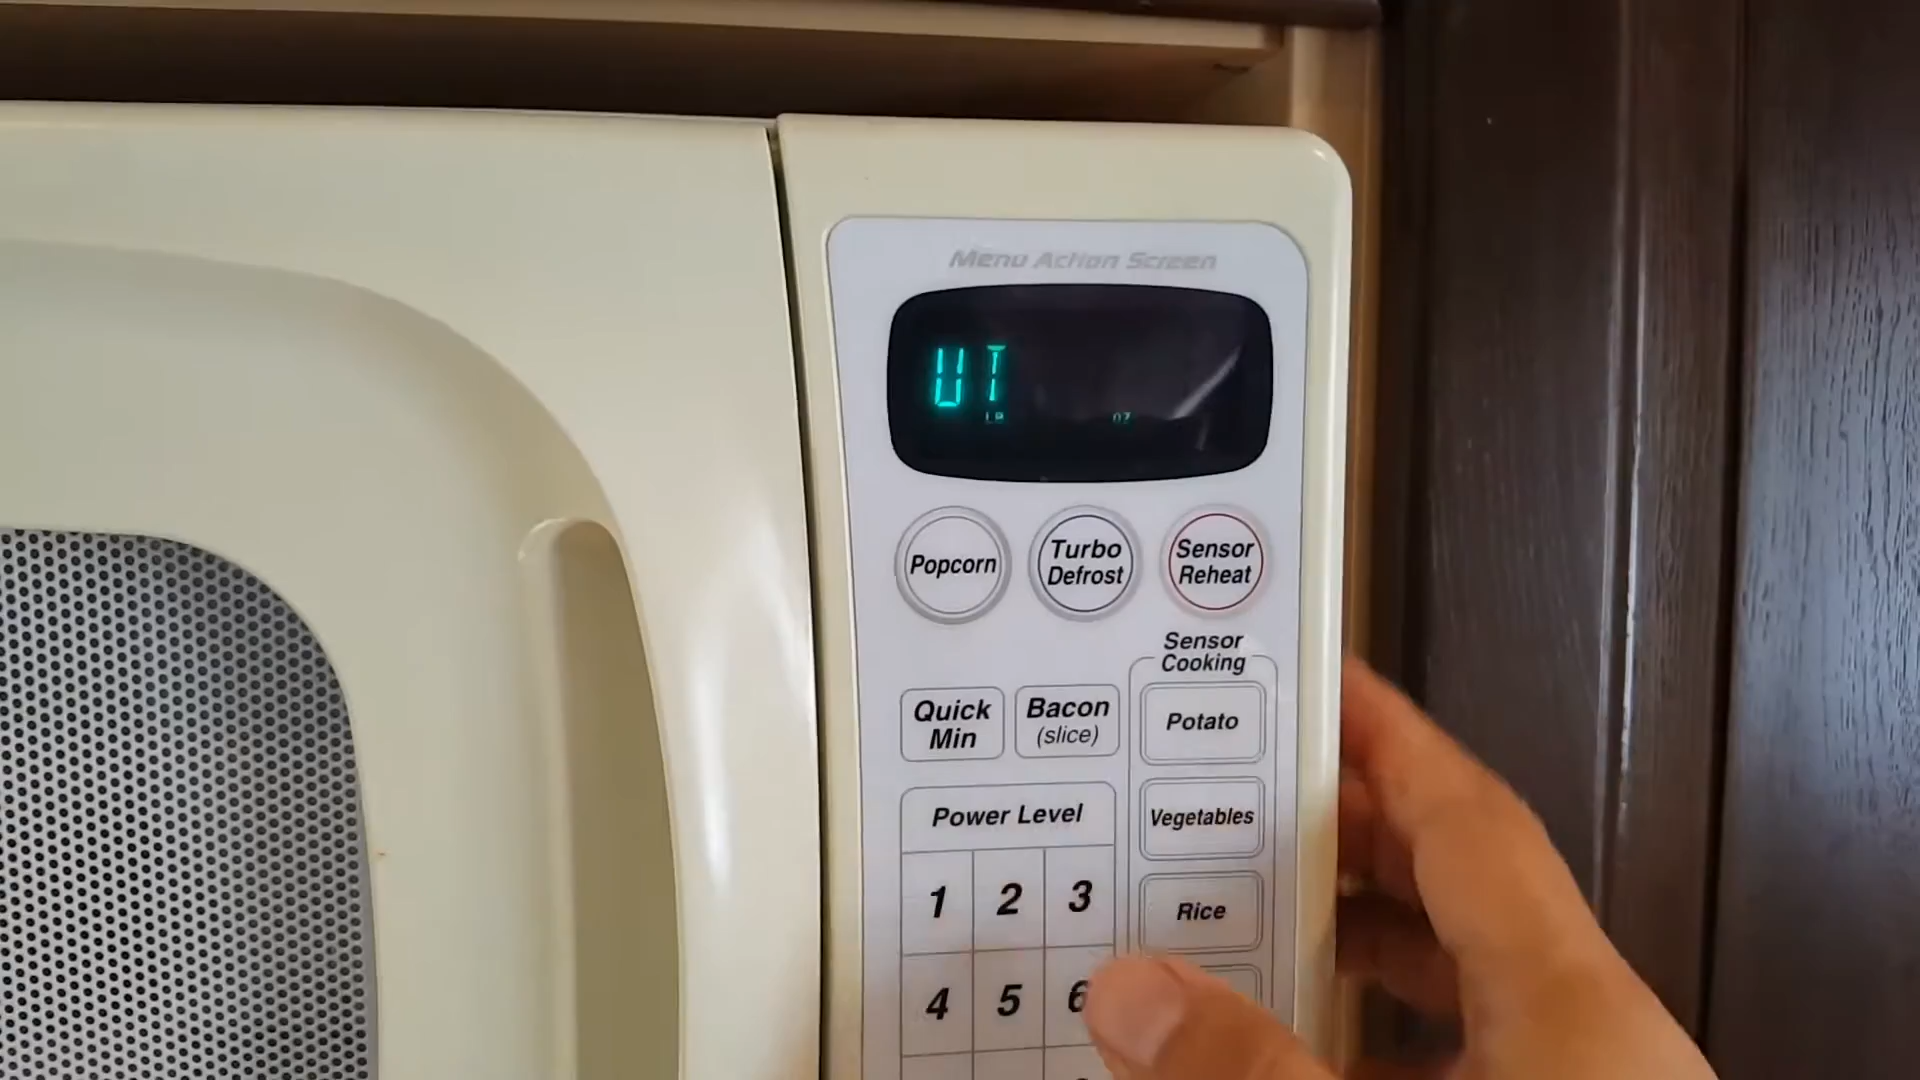 Menu Action Screen
UT
LB OZ
Popcorn
Turbo
Defrost
Sensor
Reheat
Sensor
Cooking
Quick
Min
Bacon
(slice)
Potato
Power Level
Vegetables
1 2 3
Rice
4 5 6